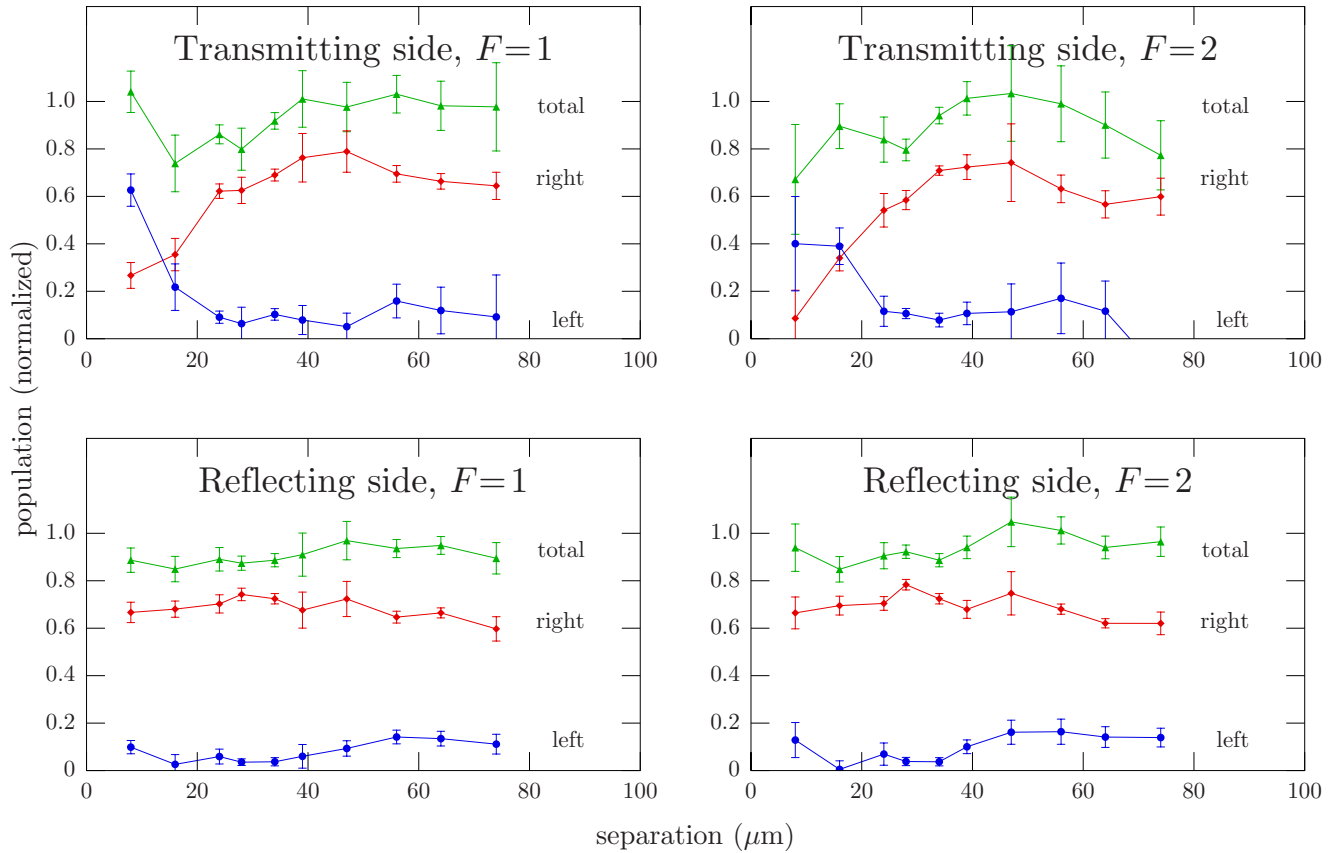 Transmitting side, F=1
Transmitting side, F=2
1.0
total
1.0
total
0.8
0.8
right
right
0.6
0.6
0.4
0.4
0.2
left
0.2
left
0
0
0 20 40 60 80 100
0 20 40 60 80 100
population (normalized)
Reflecting side, F=1
Reflecting side, F=2
1.0
total
1.0
total
0.8
0.8
right
right
0.6
0.6
0.4
0.4
0.2
left
0.2
left
0
0
0 20 40 60 80 100
0 20 40 60 80 100
separation (μm)